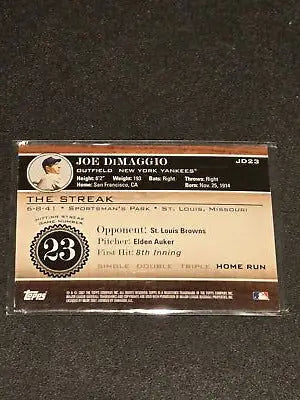 JOE DiMAGGIO
JD23
OUTFIELD NEW YORK YANKEES®
Height: 6'2" Weight: 193 Bats: Right Throws: Right
Home: San Francisco, CA Born: Nov. 25, 1914
THE STREAK
6-8-41 • SPORTSMAN'S PARK • ST. LOUIS, MISSOURI
HITTING STREAK
GAME NUMBER
23
Opponent: St. Louis Browns
Pitcher: Elden Auker
First Hit: 8th Inning
SINGLE DOUBLE TRIPLE HOME RUN
Topps